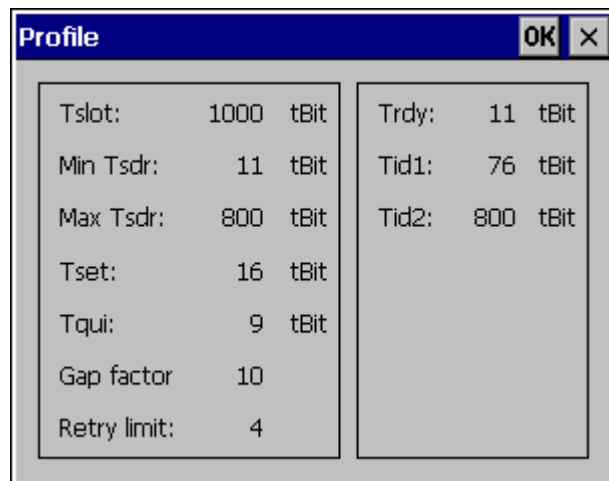 Profile OK ×
Tslot: 1000 tBit
Min Tsdr: 11 tBit
Max Tsdr: 800 tBit
Tset: 16 tBit
Tqui: 9 tBit
Gap factor 10
Retry limit: 4
Trdy: 11 tBit
Tid1: 76 tBit
Tid2: 800 tBit